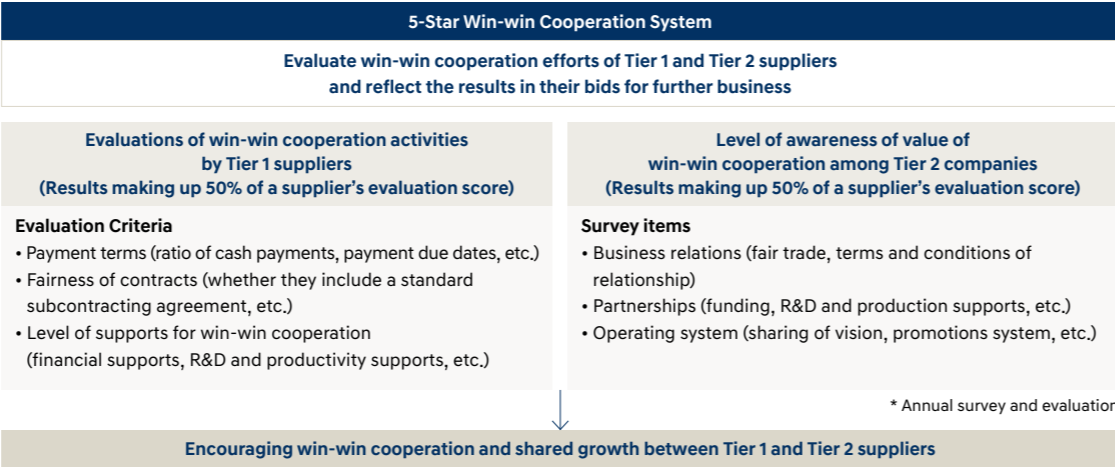 5-Star Win-win Cooperation System
Evaluate win-win cooperation efforts of Tier 1 and Tier 2 suppliers
and reflect the results in their bids for further business
Evaluations of win-win cooperation activities
by Tier 1 suppliers
(Results making up 50% of a supplier's evaluation score)
Evaluation Criteria
• Payment terms (ratio of cash payments, payment due dates, etc.)
• Fairness of contracts (whether they include a standard
subcontracting agreement, etc.)
• Level of supports for win-win cooperation
(financial supports, R&D and productivity supports, etc.)
Level of awareness of value of
win-win cooperation among Tier 2 companies
(Results making up 50% of a supplier's evaluation score)
Survey items
• Business relations (fair trade, terms and conditions of
relationship)
• Partnerships (funding, R&D and production supports, etc.)
• Operating system (sharing of vision, promotions system, etc.)
* Annual survey and evaluation
Encouraging win-win cooperation and shared growth between Tier 1 and Tier 2 suppliers